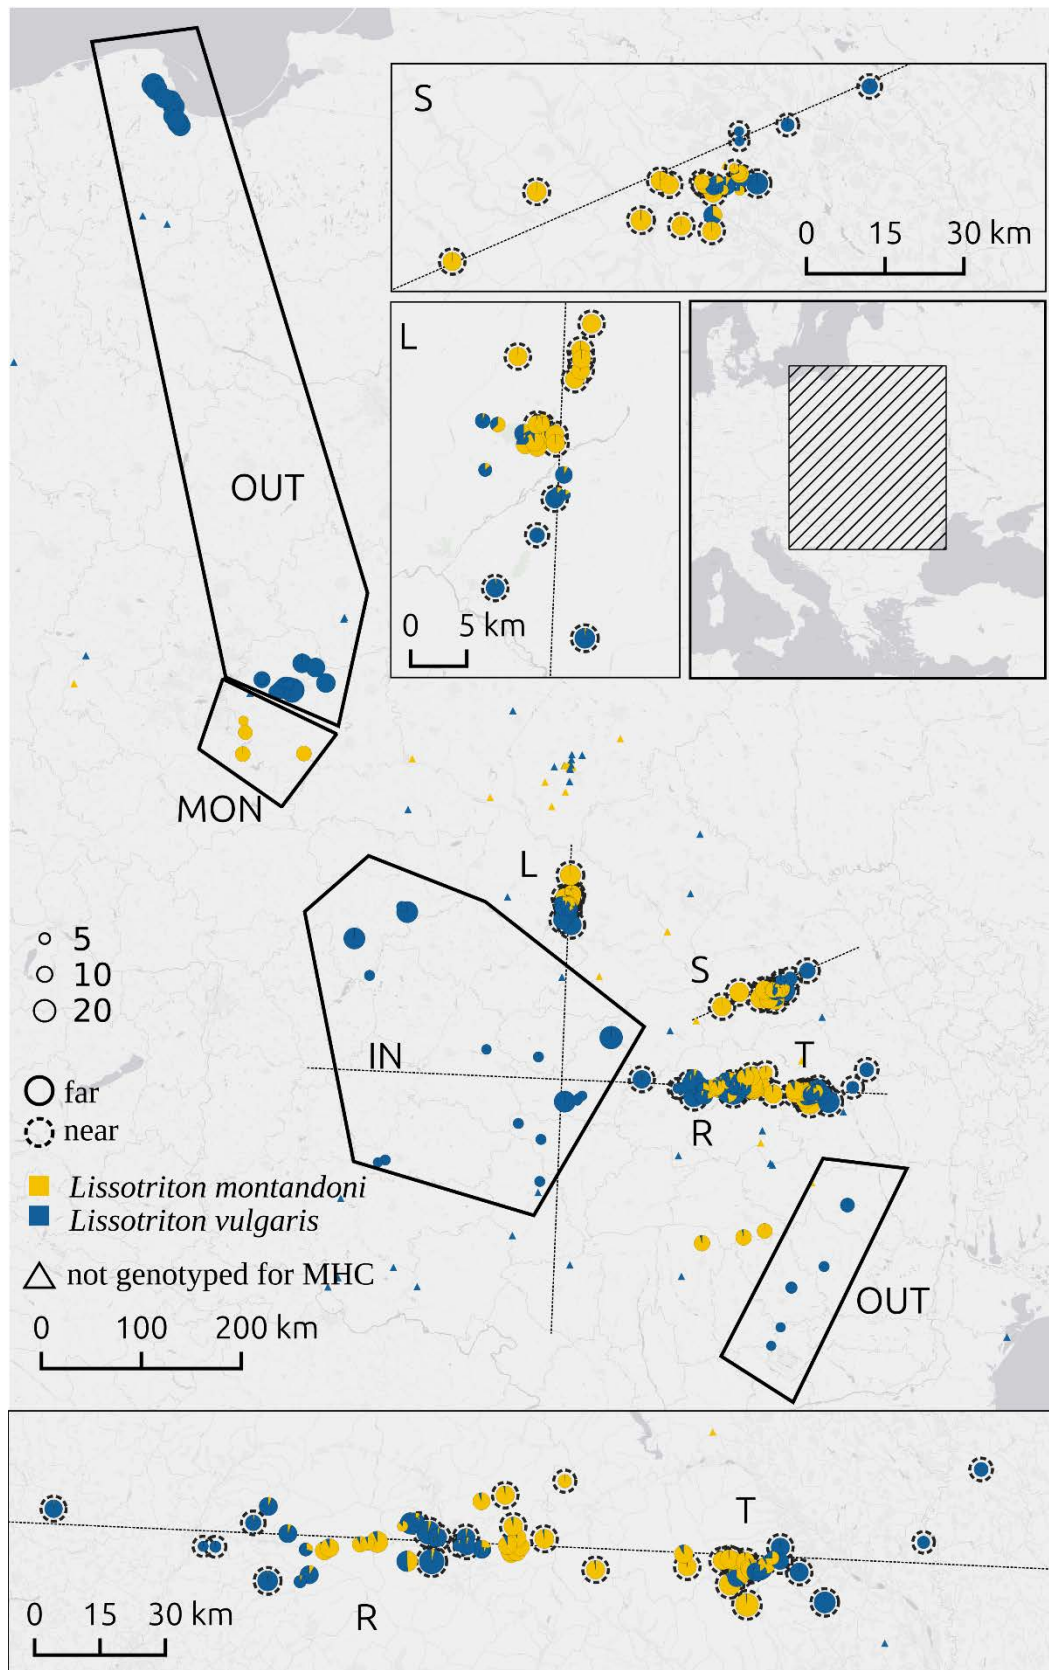 S
0 15 30 km
L
0 5 km
OUT
MON
L
5
10
20
S
IN
T
far
near
R
Lissotriton montandoni
Lissotriton vulgaris
not genotyped for MHC
OUT
0 100 200 km
T
0 15 30 km
R